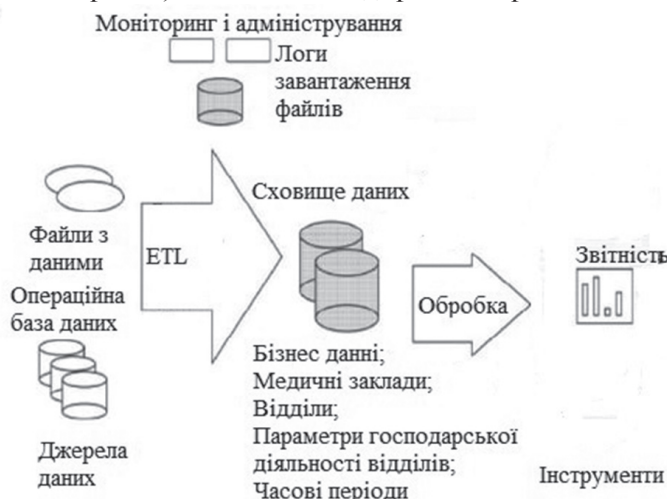 Моніторинг і адміністрування
Логи
завантаження
файлів
Файли з
даними
Операційна
база даних
Джерела
даних
ETL
Сховище даних
Бізнес данні;
Медичні заклади;
Відділи;
Параметри господарської
діяльності відділів;
Часові періоди
Обробка
Звітність
Інструменти